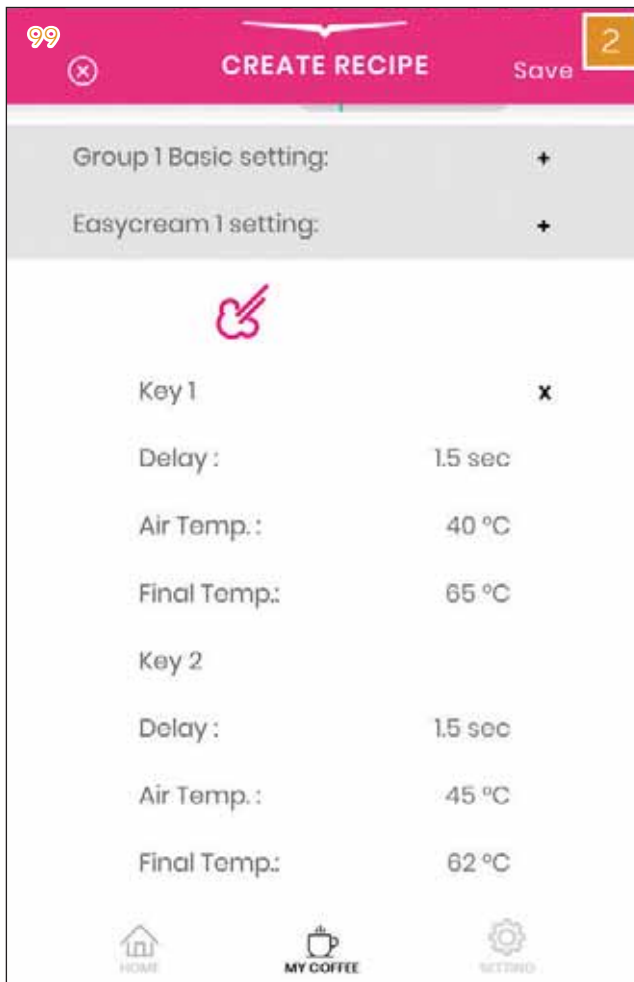 99
2
CREATE RECIPE Save
Group 1 Basic setting: +
Easycream 1 setting: +
Key 1 x
Delay : 1.5 sec
Air Temp. : 40 °C
Final Temp.: 65 °C
Key 2
Delay : 1.5 sec
Air Temp. : 45 °C
Final Temp.: 62 °C
HOME MY COFFEE SETTING